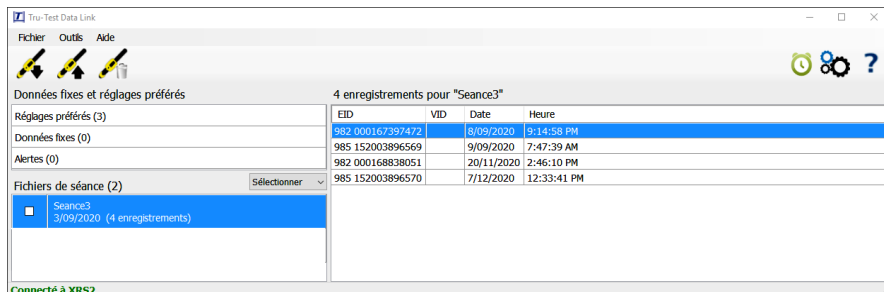 Tru-Test Data Link
Fichier Outils Aide
Données fixes et réglages préférés
Réglages préférés (3)
Données fixes (0)
Alertes (0)
Fichiers de séance (2) Sélectionner
Seance3
3/09/2020 (4 enregistrements)
4 enregistrements pour "Seance3"
EID VID Date Heure
982 000167397472 8/09/2020 9:14:58 PM
985 152003896569 9/09/2020 7:47:39 AM
982 000168838051 20/11/2020 2:46:10 PM
985 152003896570 7/12/2020 12:33:41 PM
Connecté à XRS2